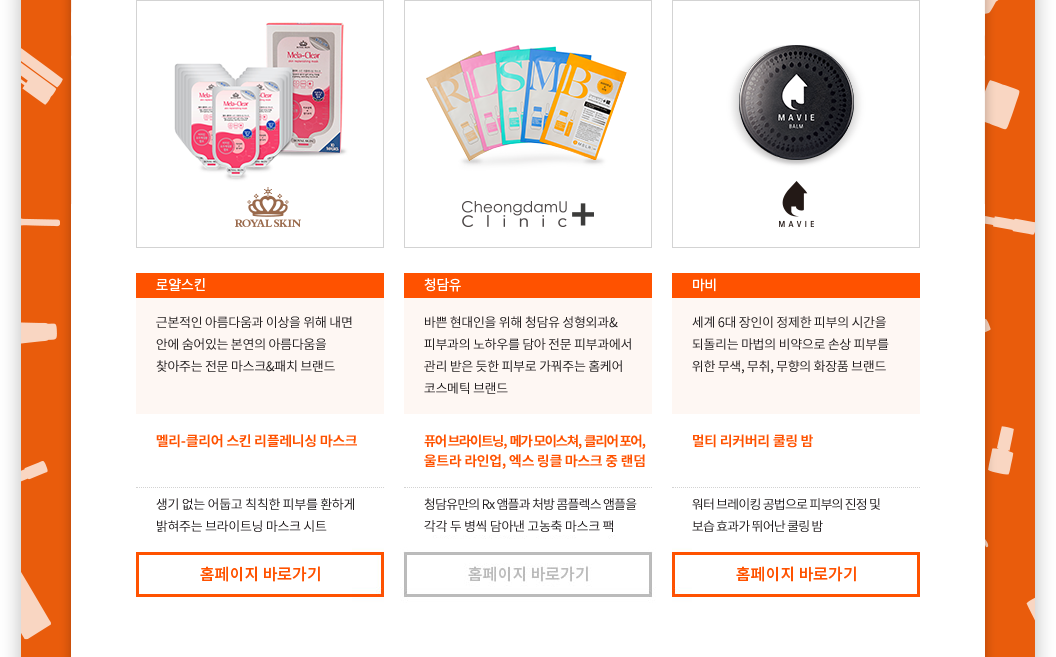 Mela-Clear
Mela-Clear
Mela-Clear
Mela-Clear
ROYAL SKIN
R L S M B
CheongdamU
Clinic
MAVIE
BALM
MAVIE
로얄스킨
근본적인 아름다움과 이상을 위해 내면
안에 숨어있는 본연의 아름다움을
찾아주는 전문 마스크&패치 브랜드
멜리-클리어 스킨 리플레니싱 마스크
생기 없는 어둡고 칙칙한 피부를 환하게
밝혀주는 브라이트닝 마스크 시트
홈페이지 바로가기
청담유
바쁜 현대인을 위해 청담유 성형외과&
피부과의 노하우를 담아 전문 피부과에서
관리 받은 듯한 피부로 가꿔주는 홈케어
코스메틱 브랜드
퓨어 브라이트닝, 메가 모이스쳐, 클리어 포어,
울트라 라인업, 엑스 링클 마스크 중 랜덤
청담유만의 Rx 앰플과 처방 콤플렉스 앰플을
각각 두 병씩 담아낸 고농축 마스크 팩
홈페이지 바로가기
마비
세계 6대 장인이 정제한 피부의 시간을
되돌리는 마법의 비약으로 손상 피부를
위한 무색, 무취, 무향의 화장품 브랜드
멀티 리커버리 쿨링 밤
워터 브레이킹 공법으로 피부의 진정 및
보습 효과가 뛰어난 쿨링 밤
홈페이지 바로가기